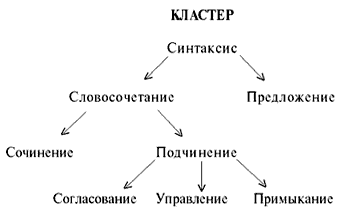 КЛАСТЕР
Синтаксис
Словосочетание Предложение
Сочинение Подчинение
Согласование Управление Примыкание